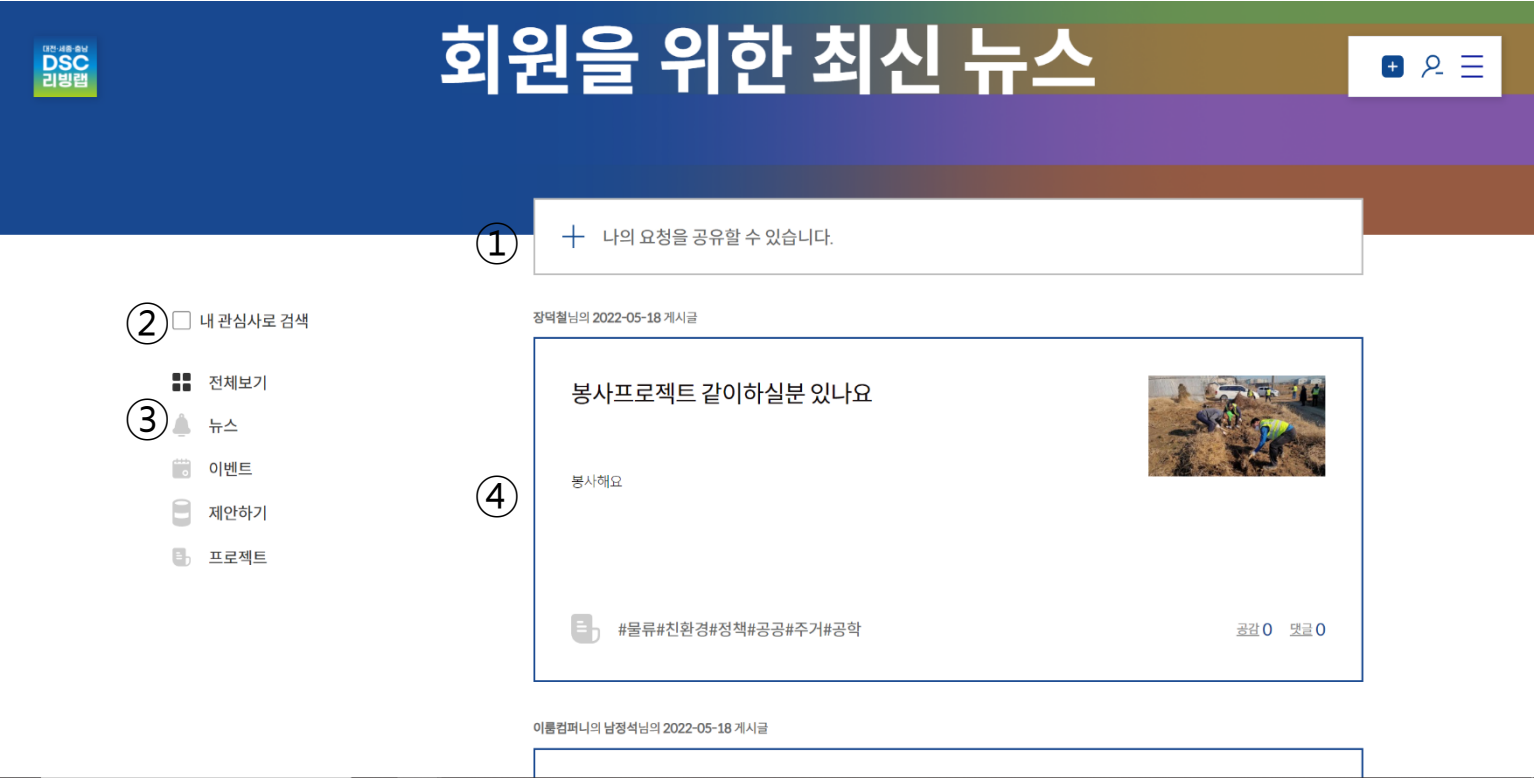 대전·세종·충남
DSC
리빙랩
회원을 위한 최신 뉴스
① + 나의 요청을 공유할 수 있습니다.
② 내 관심사로 검색
전체보기
③ 뉴스
이벤트
제안하기
프로젝트
장덕철님의 2022-05-18 게시글
④
봉사프로젝트 같이하실분 있나요
봉사해요
#물류#친환경#정책#공공#주거#공학
공감 0 댓글 0
이룸컴퍼니의 남정석님의 2022-05-18 게시글